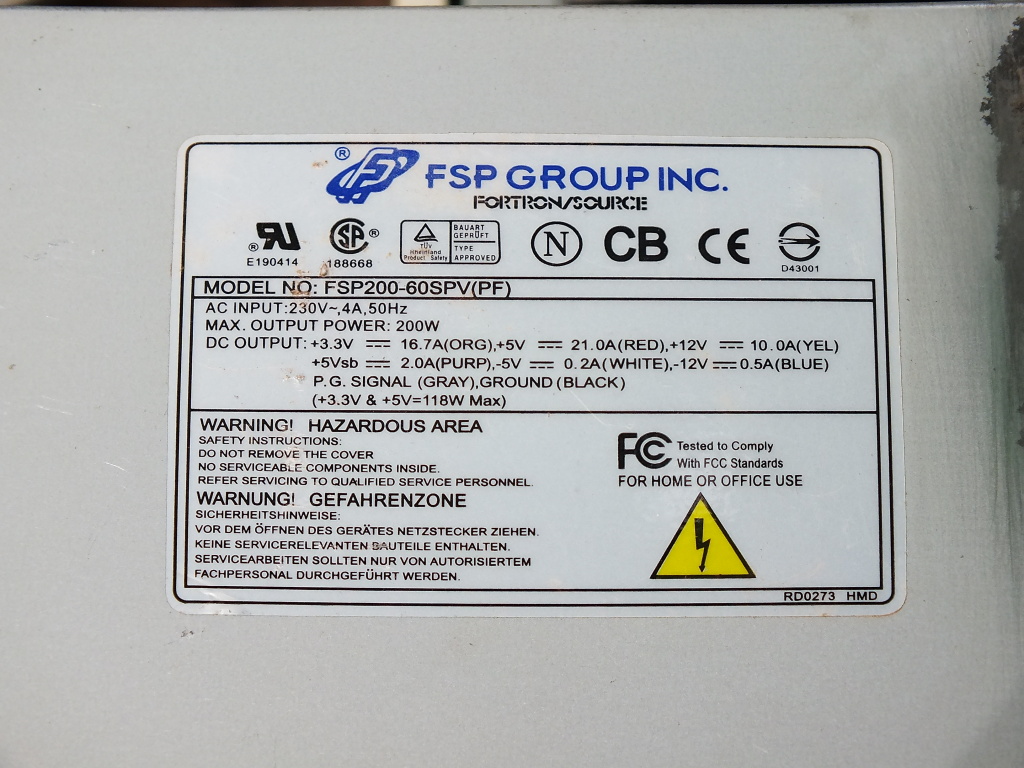 ® FSP GROUP INC.
FORTRON/SOURCE
® RU SP ® TÜV Rheinland Product Safety BAUART GEPRÜFT TYPE APPROVED N CB CE
E190414 188668 D43001
MODEL NO: FSP200-60SPV(PF)
AC INPUT:230V~,4A,50Hz
MAX. OUTPUT POWER: 200W
DC OUTPUT: +3.3V ⎓ 16.7A(ORG),+5V ⎓ 21.0A(RED),+12V ⎓ 10.0A(YEL)
+5Vsb ⎓ 2.0A(PURP),-5V ⎓ 0.2A(WHITE),-12V ⎓ 0.5A(BLUE)
P.G. SIGNAL (GRAY),GROUND (BLACK)
(+3.3V & +5V=118W Max)
WARNING! HAZARDOUS AREA
SAFETY INSTRUCTIONS:
DO NOT REMOVE THE COVER
NO SERVICEABLE COMPONENTS INSIDE.
REFER SERVICING TO QUALIFIED SERVICE PERSONNEL.
WARNUNG! GEFAHRENZONE
SICHERHEITSHINWEISE:
VOR DEM ÖFFNEN DES GERÄTES NETZSTECKER ZIEHEN.
KEINE SERVICERELEVANTEN BAUTEILE ENTHALTEN.
SERVICEARBEITEN SOLLTEN NUR VON AUTORISIERTEM
FACHPERSONAL DURCHGEFÜHRT WERDEN.
FC Tested to Comply
With FCC Standards
FOR HOME OR OFFICE USE
RD0273 HMD